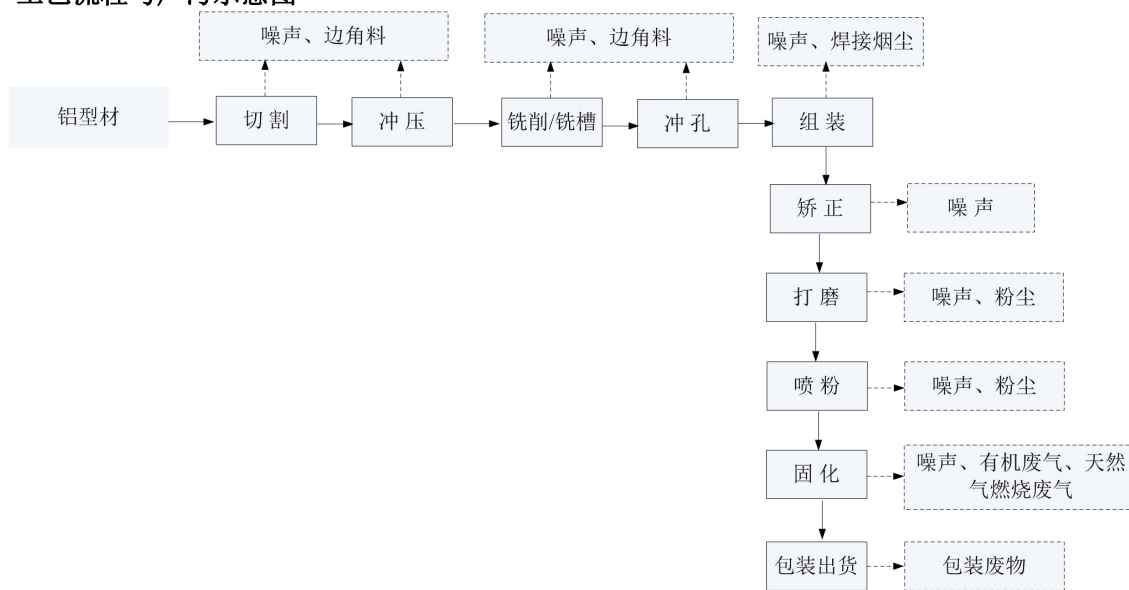 噪声、边角料
噪声、边角料
噪声、焊接烟尘
铝型材
切 割
冲 压
铣削/铣槽
冲 孔
组 装
矫 正
噪 声
打 磨
噪声、粉尘
喷 粉
噪声、粉尘
固 化
噪声、有机废气、天然
气燃烧废气
包装出货
包装废物